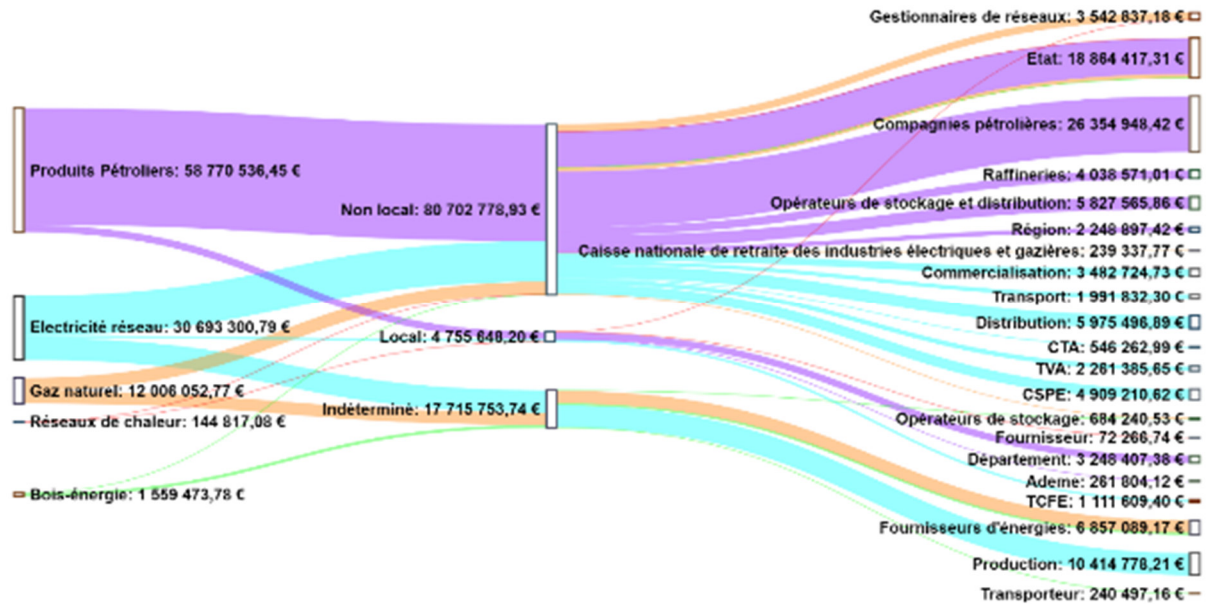 Gestionnaires de réseaux: 3 542 837,18 €
Etat: 18 864 417,31 €
Compagnies pétrolières: 26 354 948,42 €
Produits Pétroliers: 58 770 536,45 €
Raffineries: 4 038 571,01 €
Opérateurs de stockage et distribution: 5 827 565,86 €
Non local: 80 702 778,93 €
Région: 2 248 897,42 €
Caisse nationale de retraite des industries électriques et gazières: 239 337,77 €
Commercialisation: 3 482 724,73 €
Transport: 1 991 832,30 €
Distribution: 5 975 496,89 €
Electricité réseau: 30 693 300,79 €
Local: 4 755 648,20 €
CTA: 546 262,99 €
TVA: 2 261 385,65 €
Gaz naturel: 12 006 052,77 €
CSPE: 4 909 210,62 €
Indéterminé: 17 715 753,74 €
Opérateurs de stockage: 684 240,53 €
Réseaux de chaleur: 144 817,08 €
Fournisseur: 72 266,74 €
Département: 3 248 407,38 €
Ademe: 261 804,12 €
Bois-énergie: 1 559 473,78 €
TCFE: 1 111 609,40 €
Fournisseurs d'énergies: 6 857 089,17 €
Production: 10 414 778,21 €
Transporteur: 240 497,16 €